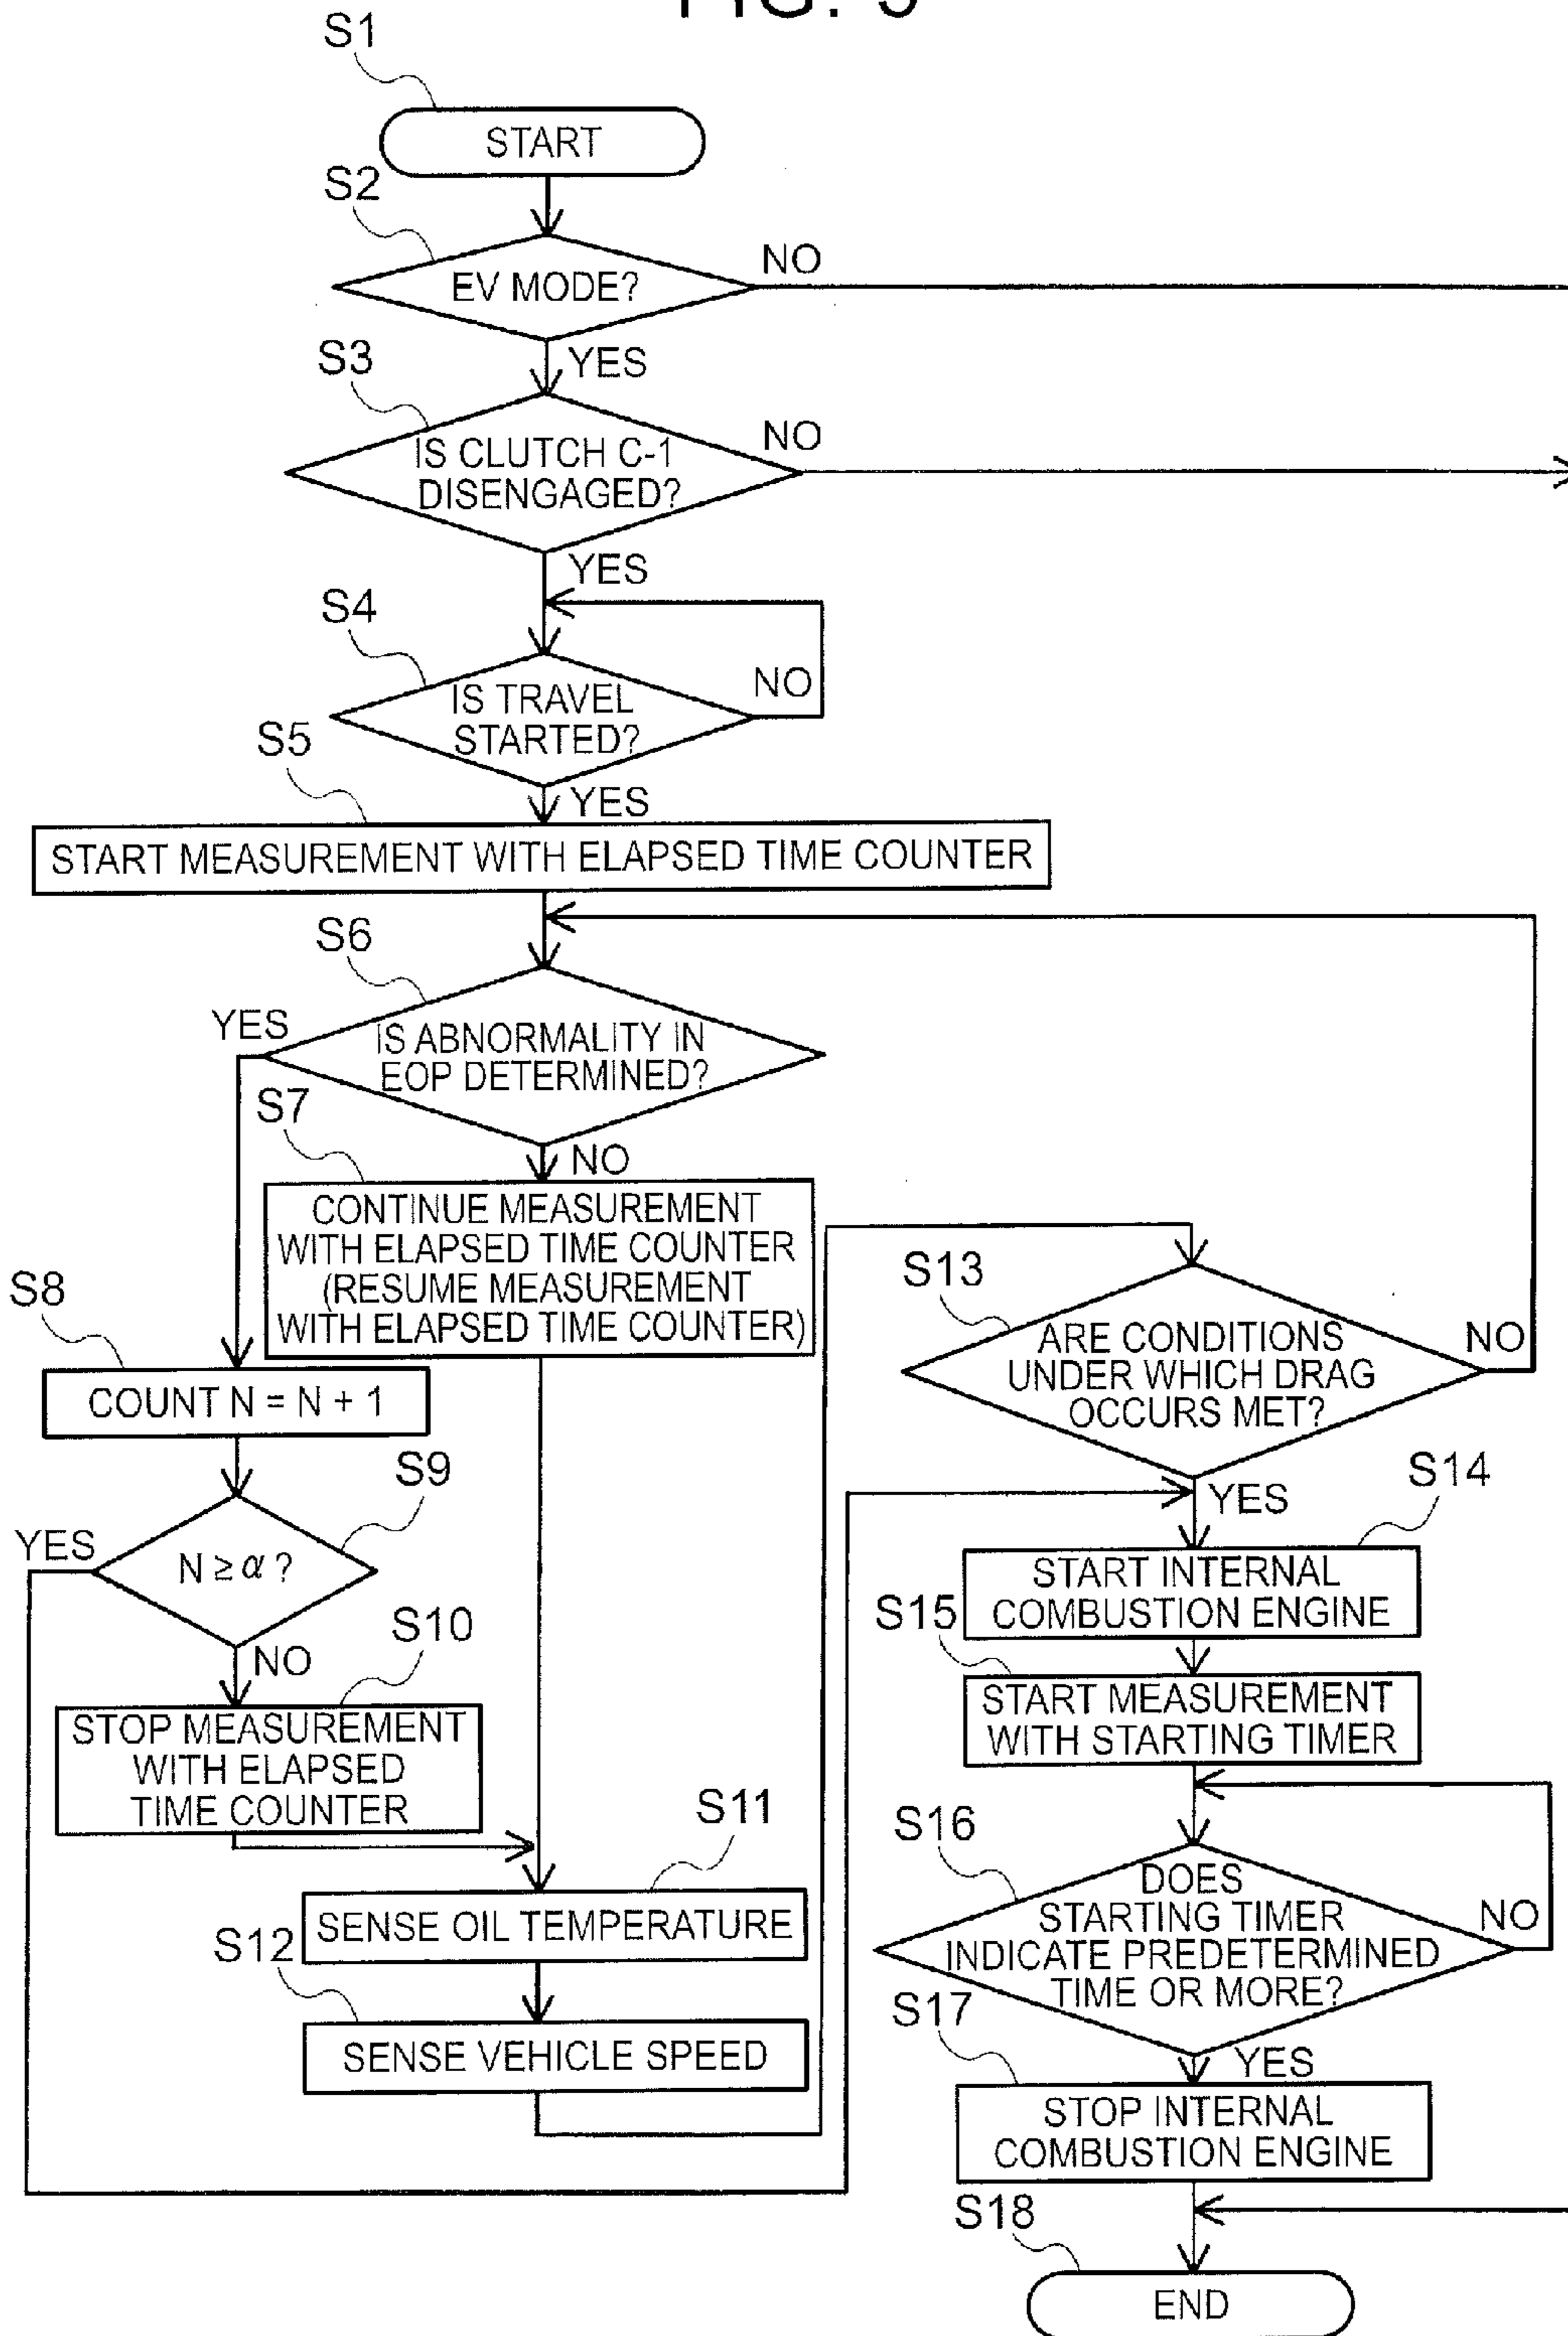 S1
START
S2
EV MODE?
NO
YES
S3
IS CLUTCH C-1
DISENGAGED?
NO
YES
S4
IS TRAVEL
STARTED?
NO
YES
S5
START MEASUREMENT WITH ELAPSED TIME COUNTER
S6
IS ABNORMALITY IN
EOP DETERMINED?
YES
NO
S7
CONTINUE MEASUREMENT
WITH ELAPSED TIME COUNTER
(RESUME MEASUREMENT
WITH ELAPSED TIME COUNTER)
S8
COUNT N = N + 1
S9
N ≥ α ?
YES
NO
S10
STOP MEASUREMENT
WITH ELAPSED
TIME COUNTER
S11
SENSE OIL TEMPERATURE
S12
SENSE VEHICLE SPEED
S13
ARE CONDITIONS
UNDER WHICH DRAG
OCCURS MET?
NO
YES
S14
START INTERNAL
COMBUSTION ENGINE
S15
START MEASUREMENT
WITH STARTING TIMER
S16
DOES
STARTING TIMER
INDICATE PREDETERMINED
TIME OR MORE?
NO
YES
S17
STOP INTERNAL
COMBUSTION ENGINE
S18
END